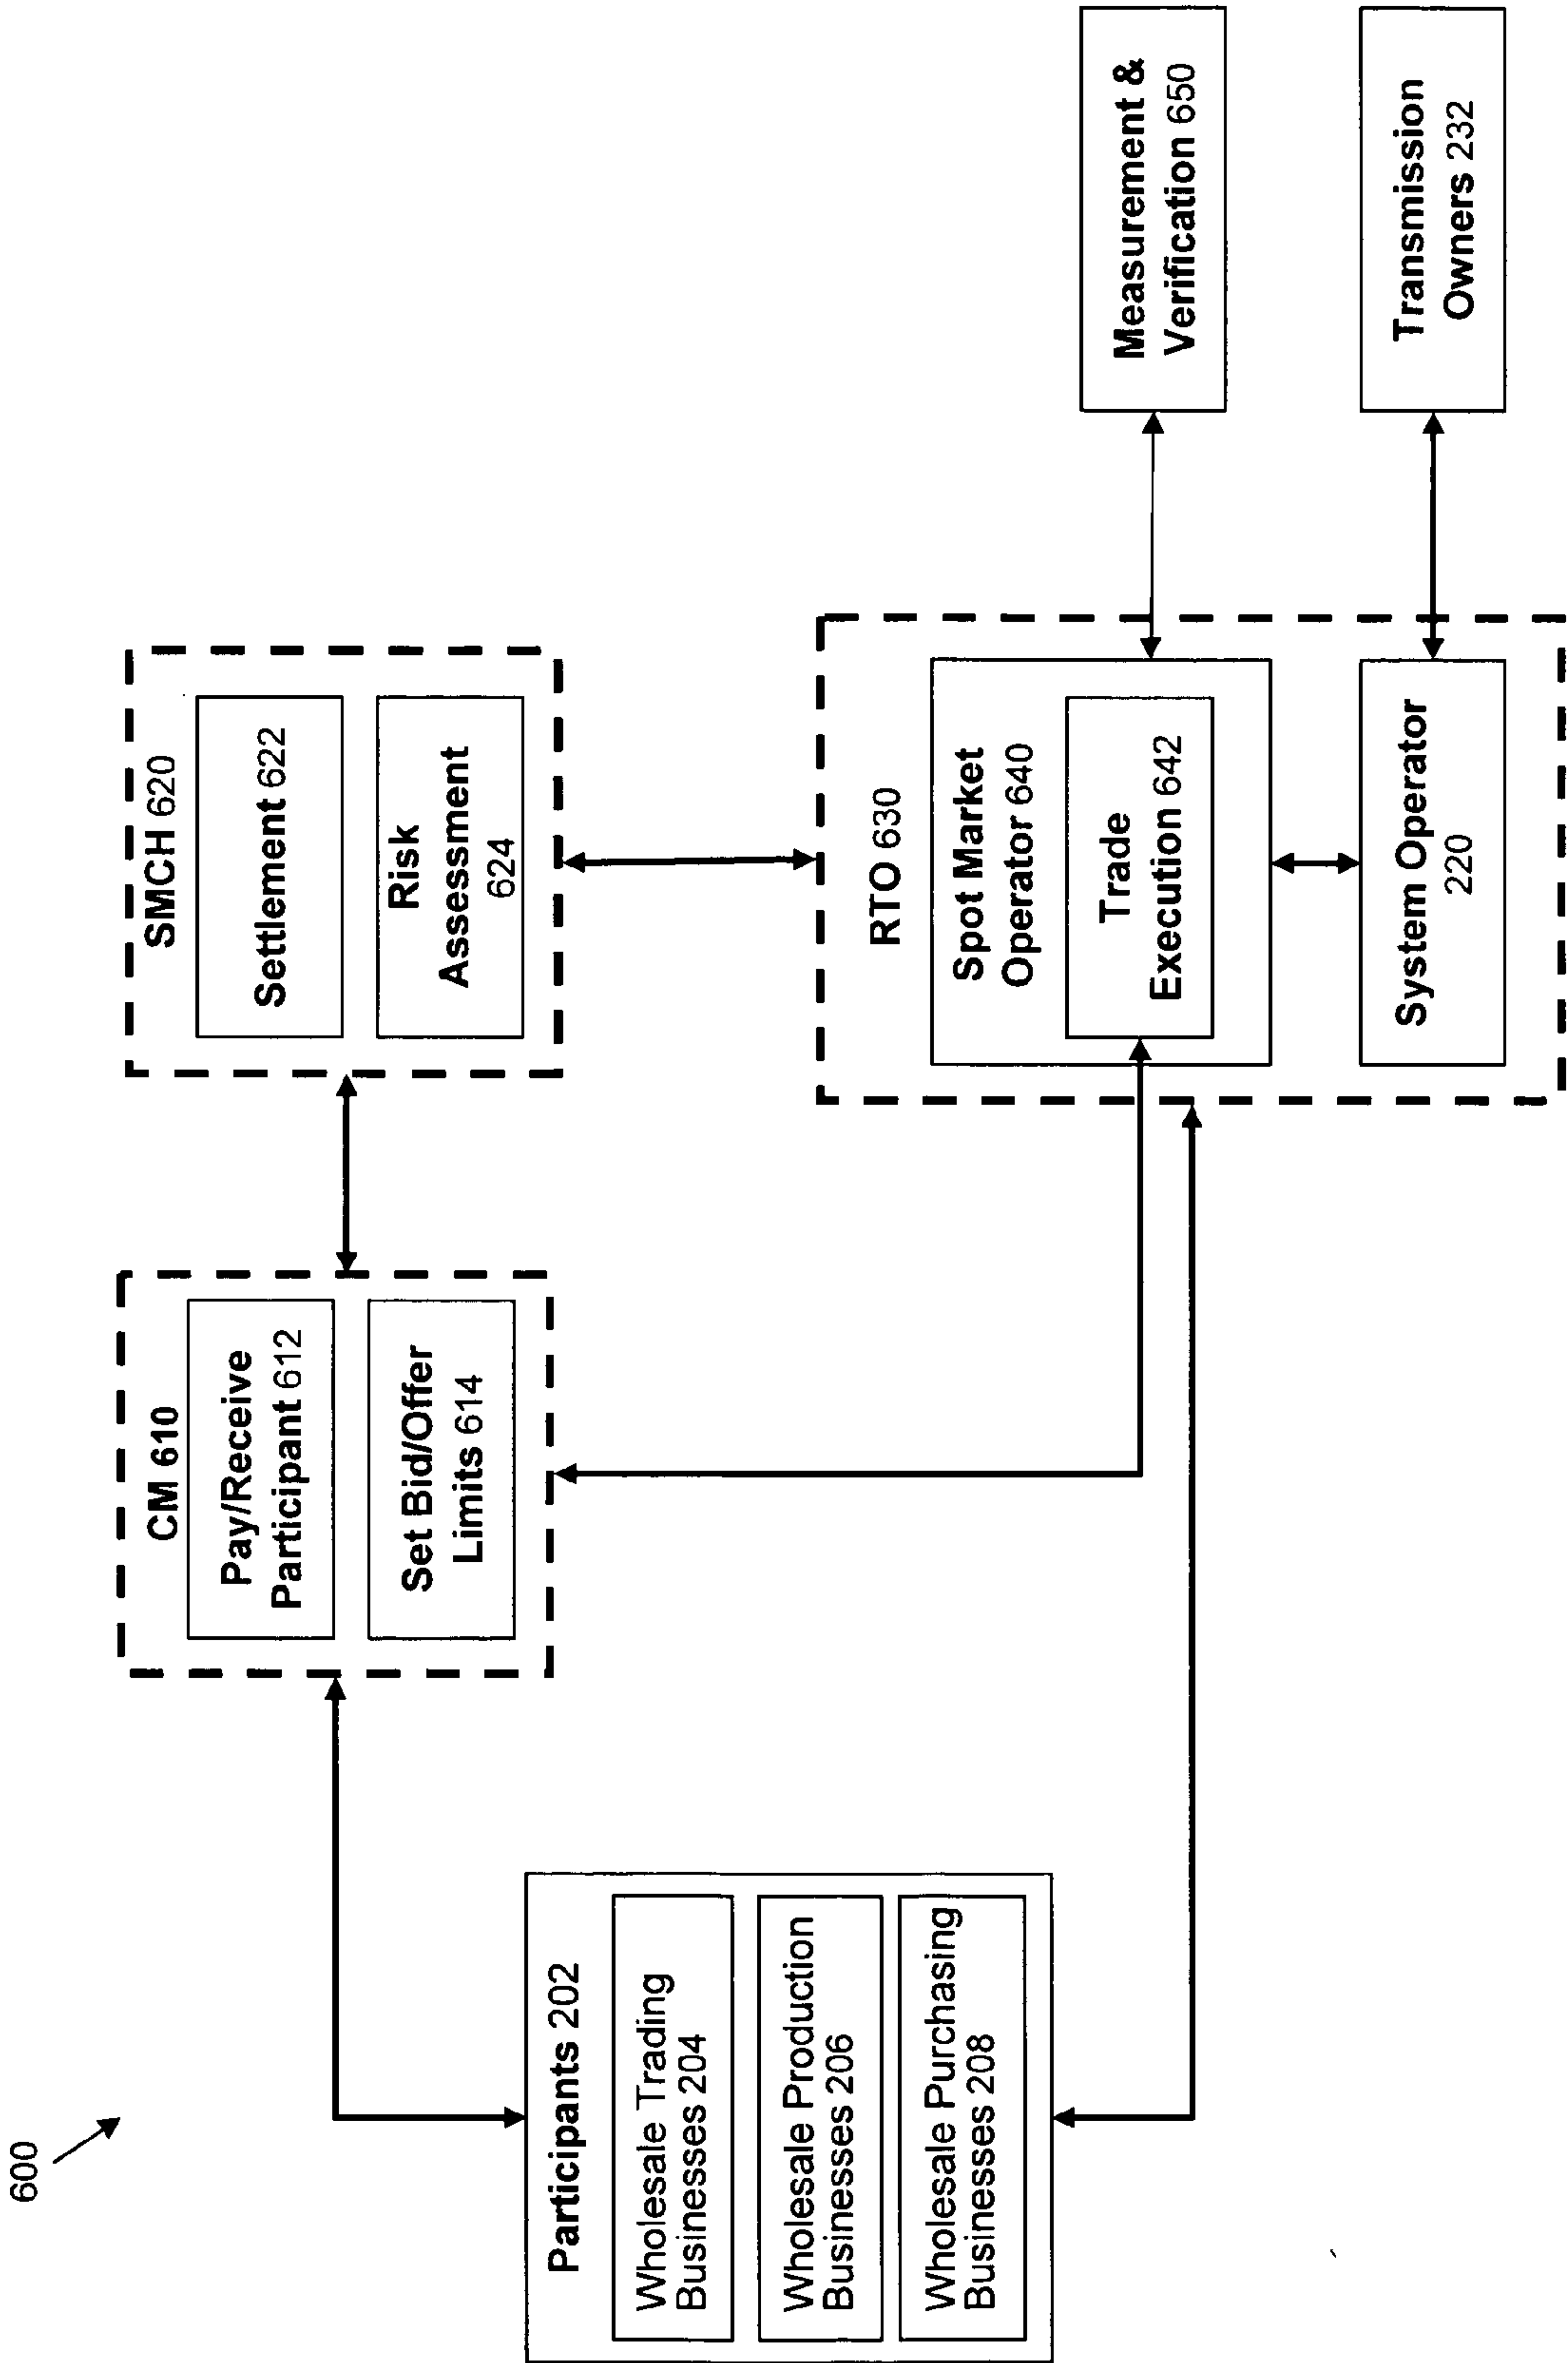 600
Participants 202
Wholesale Trading
Businesses 204
Wholesale Production
Businesses 206
Wholesale Purchasing
Businesses 208
CM 610
Pay/Receive
Participant 612
Set Bid/Offer
Limits 614
SMCH 620
Settlement 622
Risk
Assessment
624
RTO 630
Spot Market
Operator 640
Trade
Execution 642
System Operator
220
Measurement &
Verification 650
Transmission
Owners 232